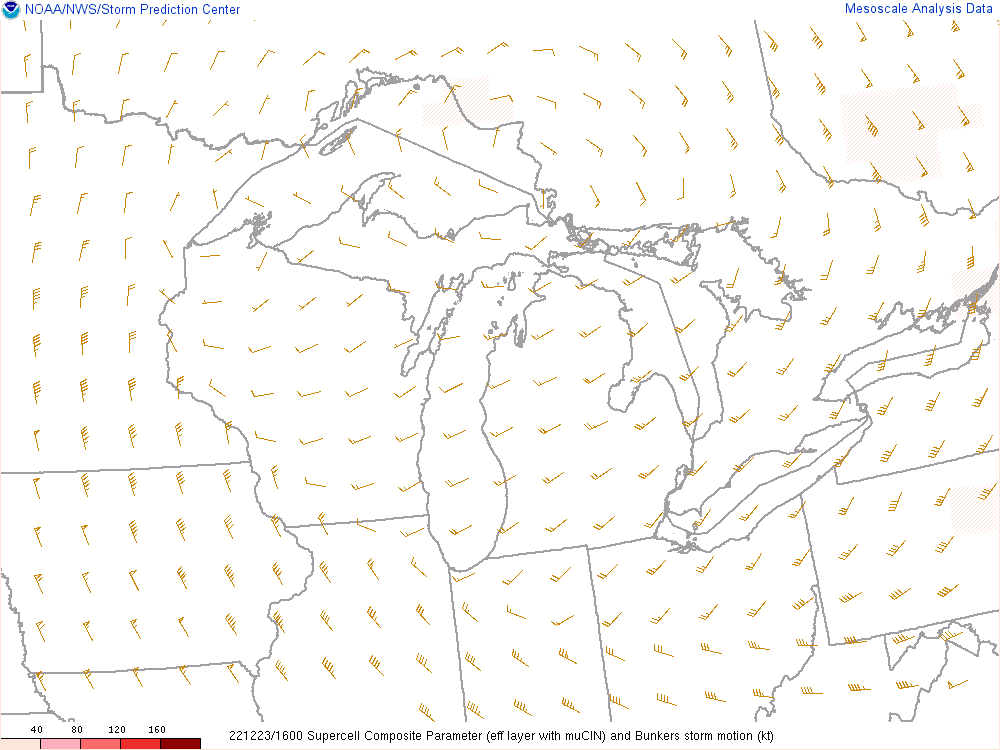 NOAA/NWS/Storm Prediction Center
Mesoscale Analysis Data
40 80 120 160
221223/1600 Supercell Composite Parameter (eff layer with muCIN) and Bunkers storm motion (kt)